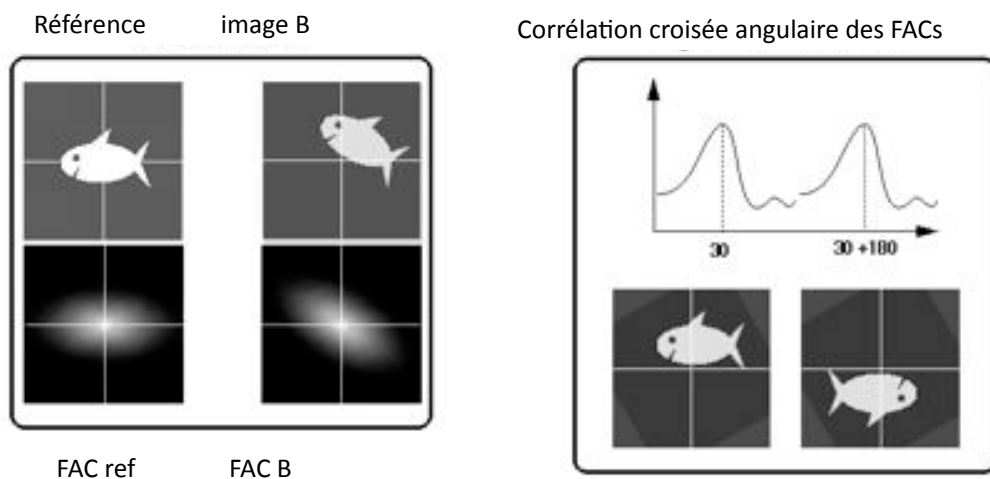 Référence image B
Corrélation croisée angulaire des FACs
30 30 +180
FAC ref FAC B